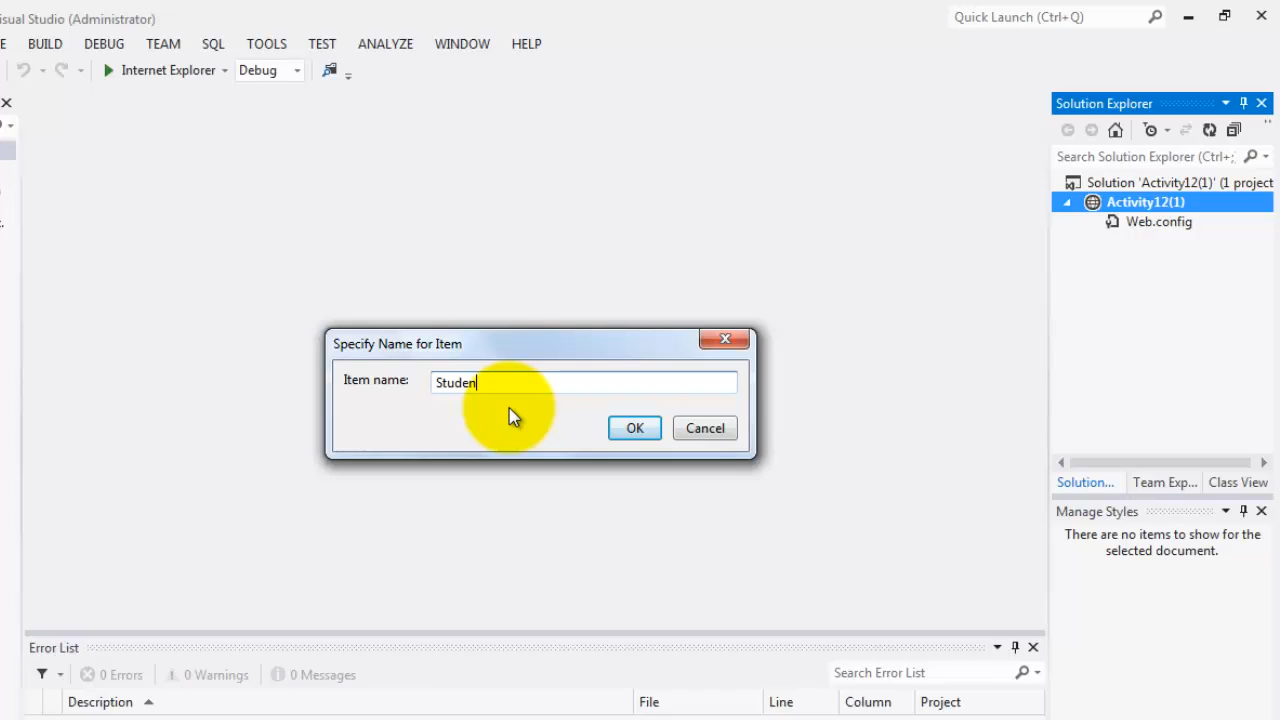 isual Studio (Administrator)
Quick Launch (Ctrl+Q)
E BUILD DEBUG TEAM SQL TOOLS TEST ANALYZE WINDOW HELP
Internet Explorer Debug
Solution Explorer
Search Solution Explorer (Ctrl+;
Solution 'Activity12(1)' (1 project
Activity12(1)
Web.config
Specify Name for Item
Item name: Studen
OK Cancel
Solution... Team Exp... Class View
Manage Styles
There are no items to show for the
selected document.
Error List
0 Errors 0 Warnings 0 Messages
Search Error List
Description File Line Column Project